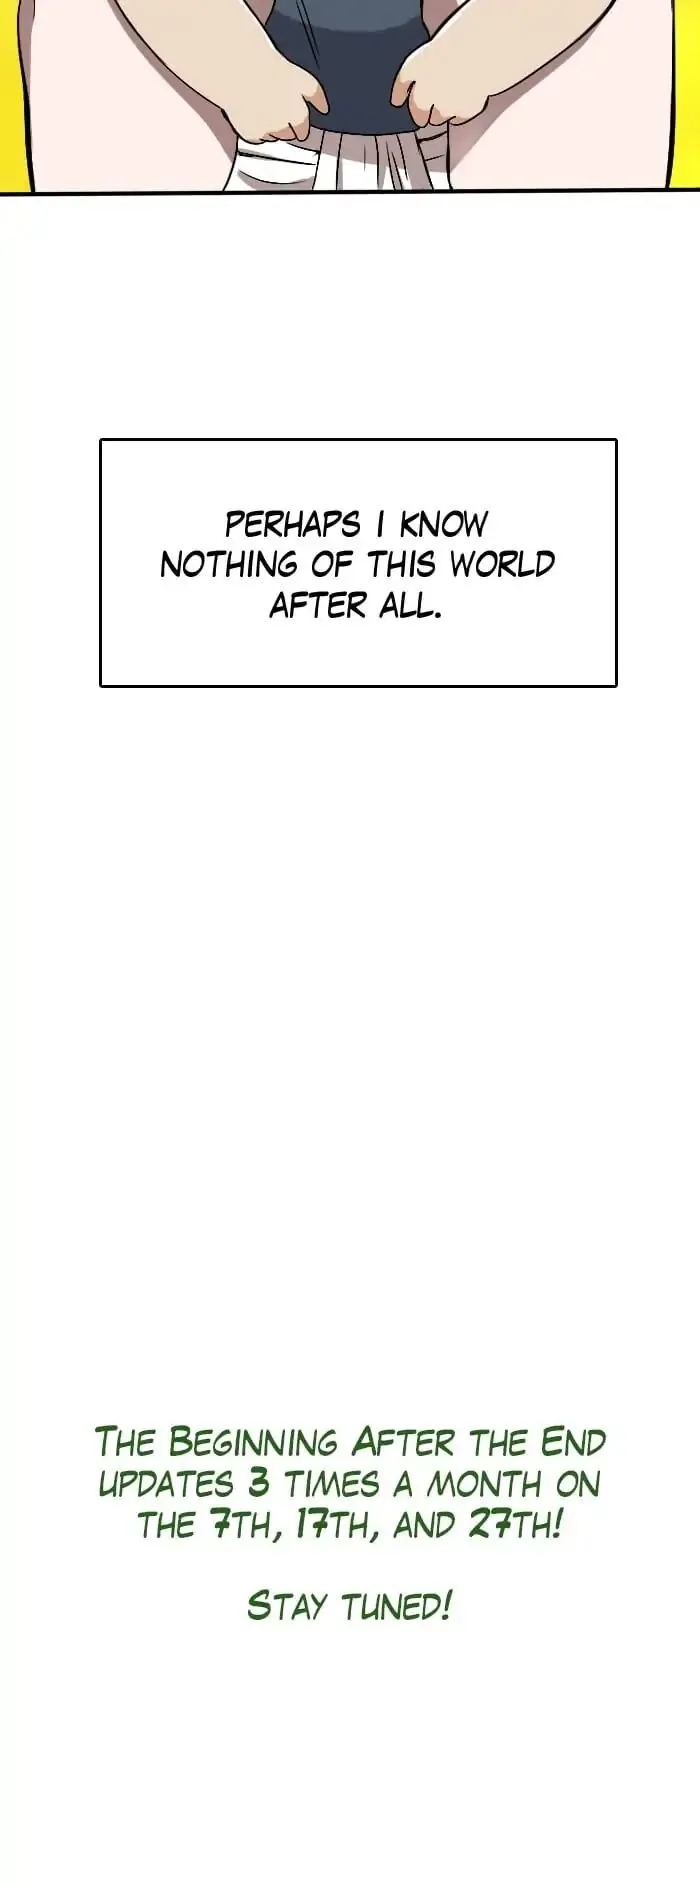 PERHAPS I KNOW
NOTHING OF THIS WORLD
AFTER ALL.
THE BEGINNING AFTER THE END
UPDATES 3 TIMES A MONTH ON
THE 7TH, 17TH, AND 27TH!
STAY TUNED!